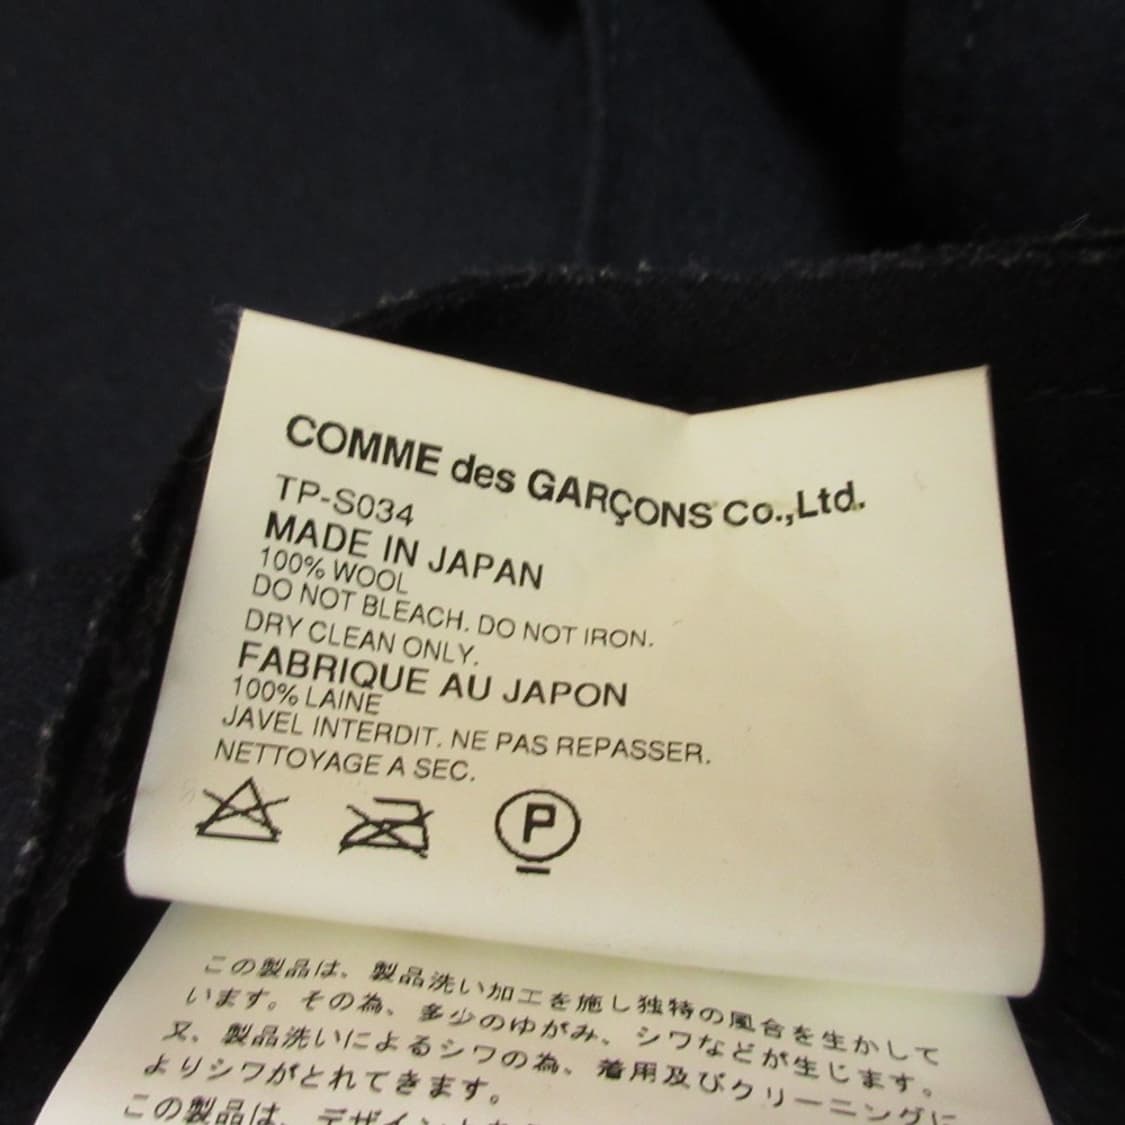 COMME des GARÇONS Co.,Ltd.
TP-S034
MADE IN JAPAN
100% WOOL
DO NOT BLEACH. DO NOT IRON.
DRY CLEAN ONLY.
FABRIQUE AU JAPON
100% LAINE
JAVEL INTERDIT. NE PAS REPASSER.
NETTOYAGE A SEC.
P
この製品は、製品洗い加工を施し独特の風合を生かして
います。その為、多少のゆがみ、シワなどが生じます。
又、製品洗いによるシワの為、着用及びクリーニングに
よりシワがとれてきます。
この製品は、デザイン